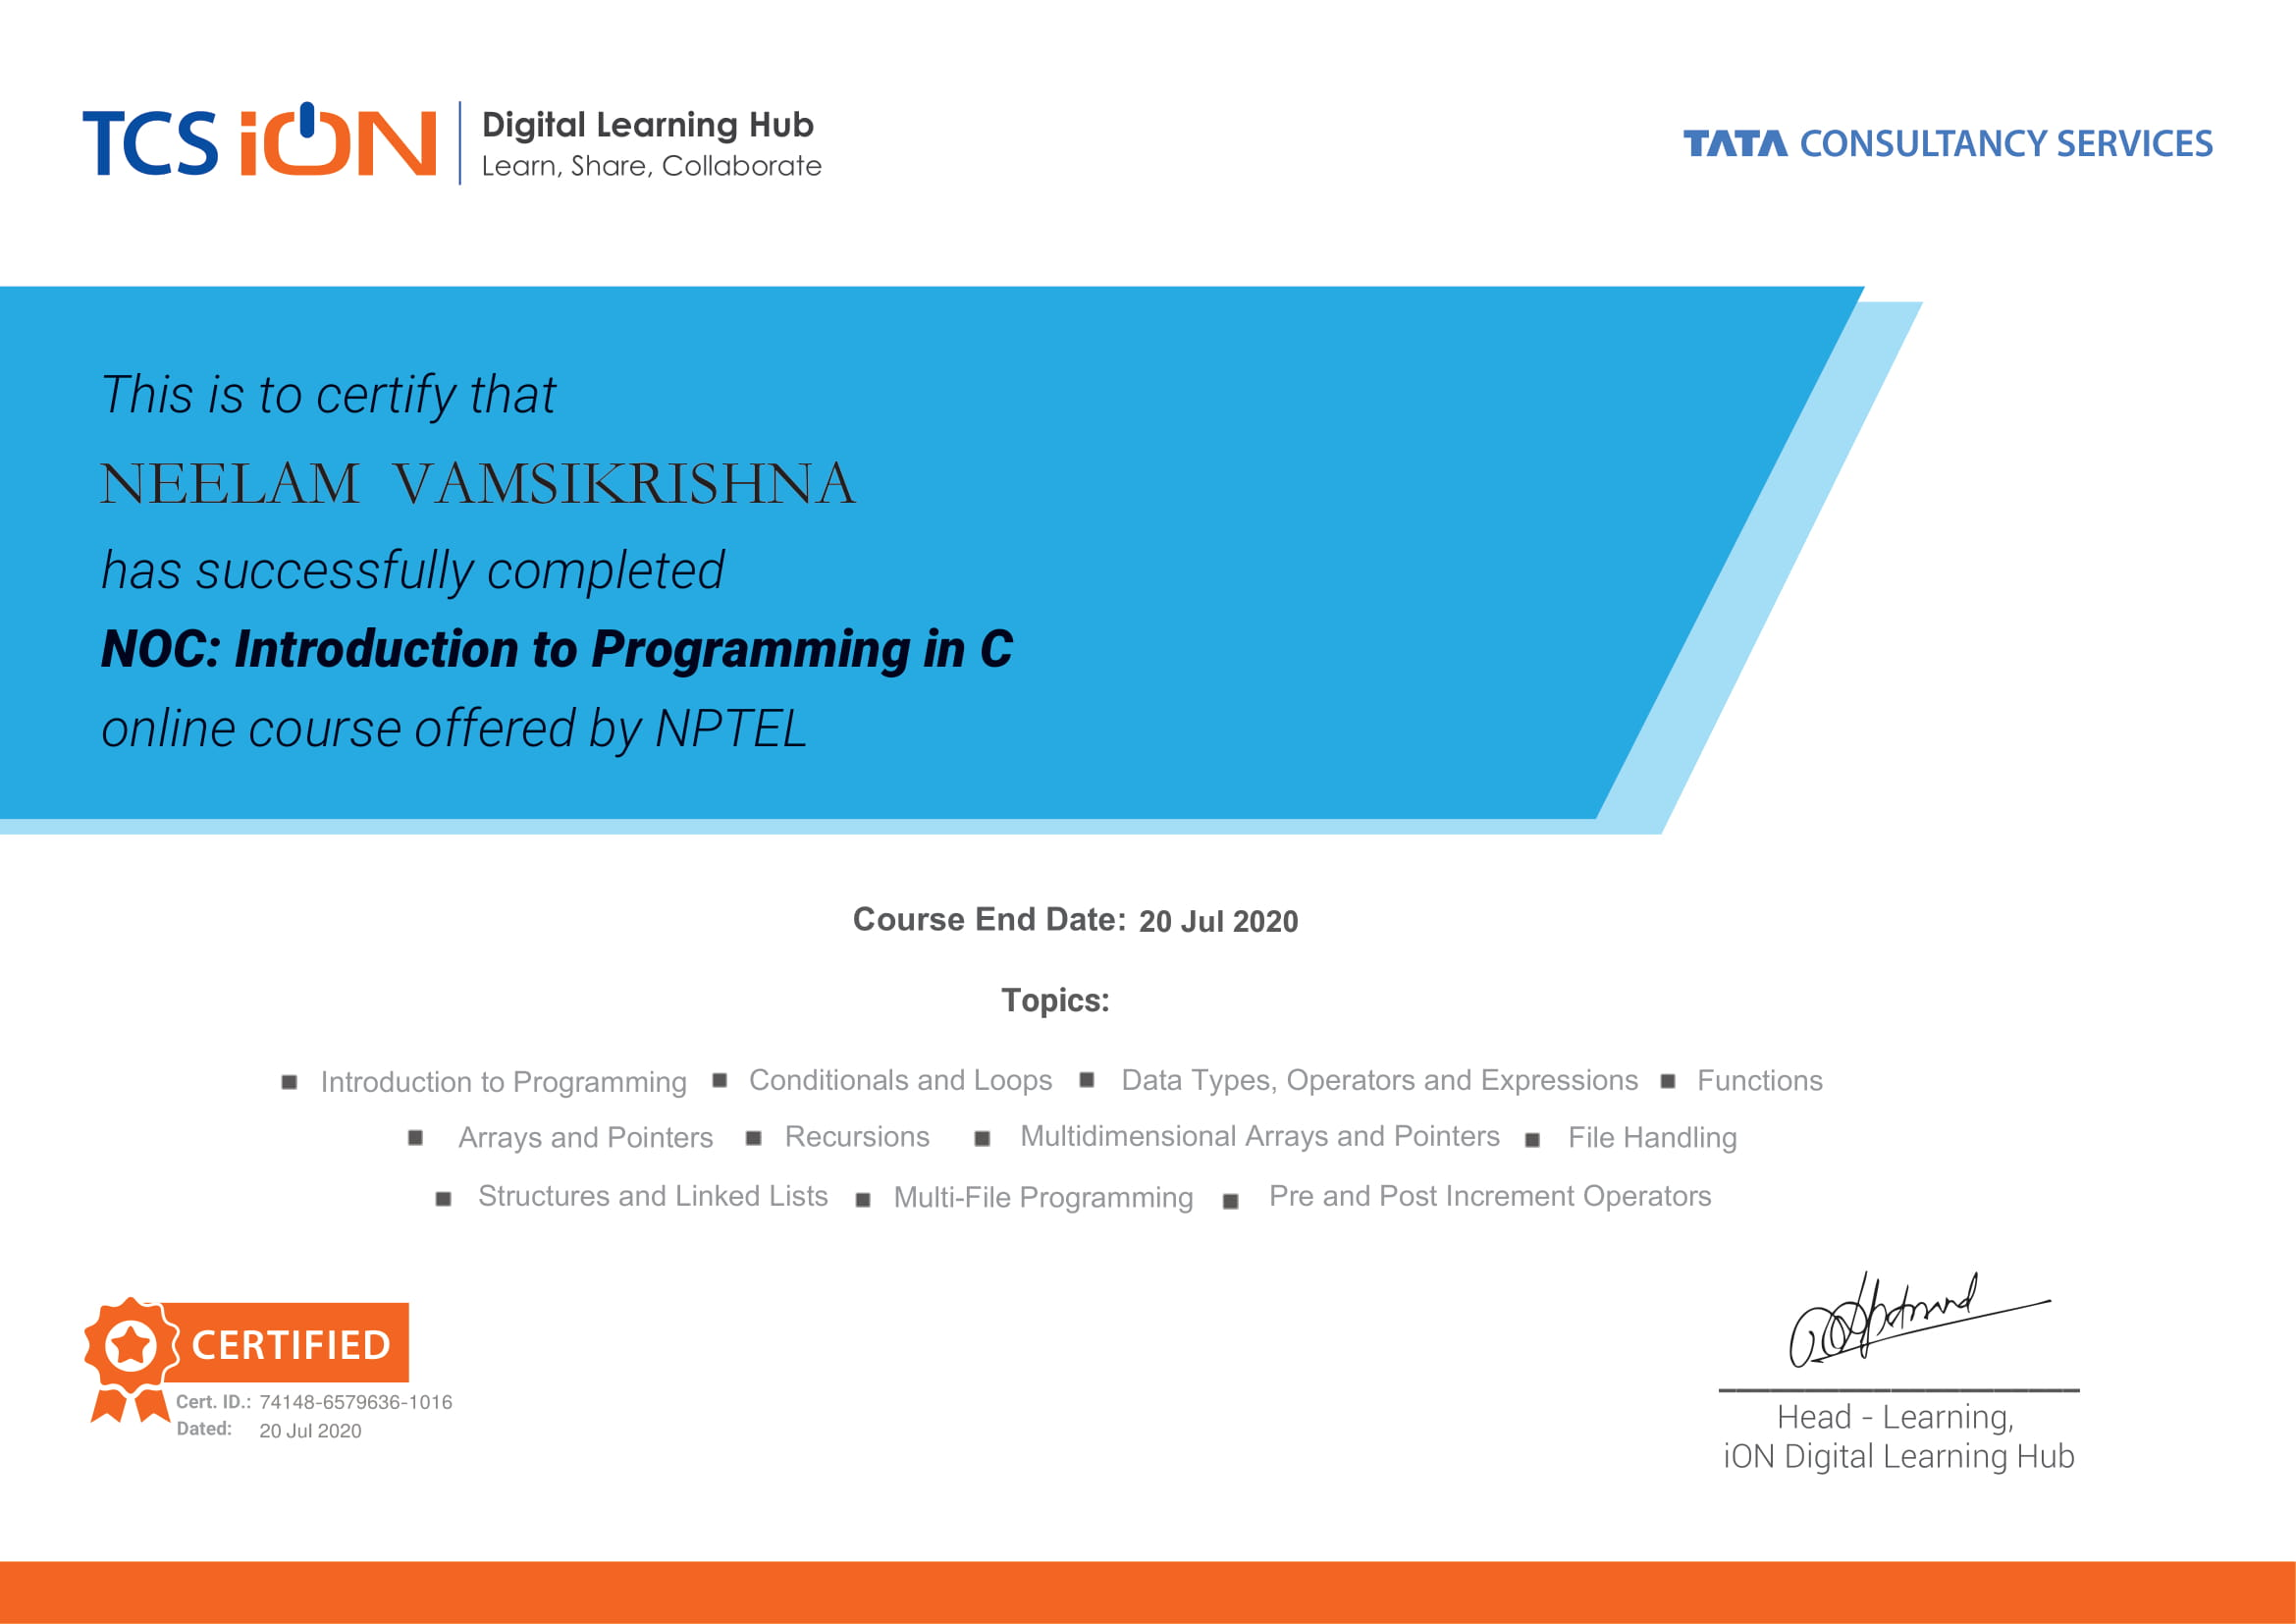 TCS iON Digital Learning Hub
Learn, Share, Collaborate
TATA CONSULTANCY SERVICES
This is to certify that
NEELAM VAMSIKRISHNA
has successfully completed
NOC: Introduction to Programming in C
online course offered by NPTEL
Course End Date: 20 Jul 2020
Topics:
Introduction to Programming ■ Conditionals and Loops ■ Data Types, Operators and Expressions ■ Functions
■ Arrays and Pointers ■ Recursions ■ Multidimensional Arrays and Pointers ■ File Handling
■ Structures and Linked Lists ■ Multi-File Programming ■ Pre and Post Increment Operators
CERTIFIED
Cert. ID.: 74148-6579636-1016
Dated: 20 Jul 2020
Head - Learning,
iON Digital Learning Hub